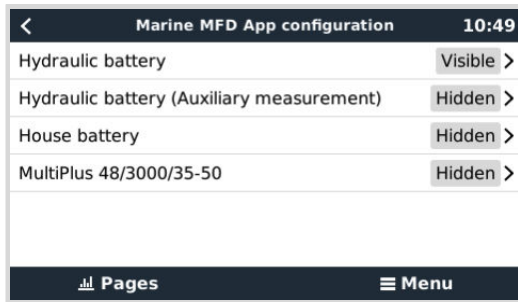 Marine MFD App configuration 10:49
Hydraulic battery Visible
Hydraulic battery (Auxiliary measurement) Hidden
House battery Hidden
MultiPlus 48/3000/35-50 Hidden
Pages Menu